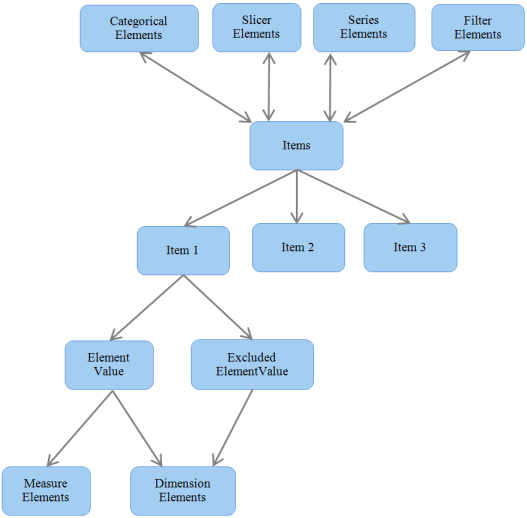 Categorical
Elements
Slicer
Elements
Series
Elements
Filter
Elements
Items
Item 1
Item 2
Item 3
Element
Value
Excluded
ElementValue
Measure
Elements
Dimension
Elements